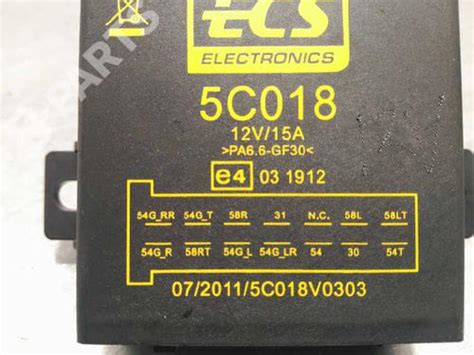 ECS
ELECTRONICS
5C018
12V/15A
>PA6.6-GF30<
e4 03 1912
54G_RR 54G_T 58R 31 N.C. 58L 58LT
54G_R 58RT 54G_L 54G_LR 54 30 54T
07/2011/5C018V0303